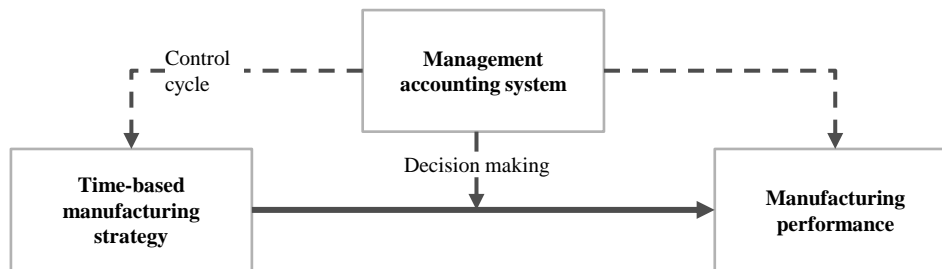 Control
cycle
Management
accounting system
Decision making
Time-based
manufacturing
strategy
Manufacturing
performance